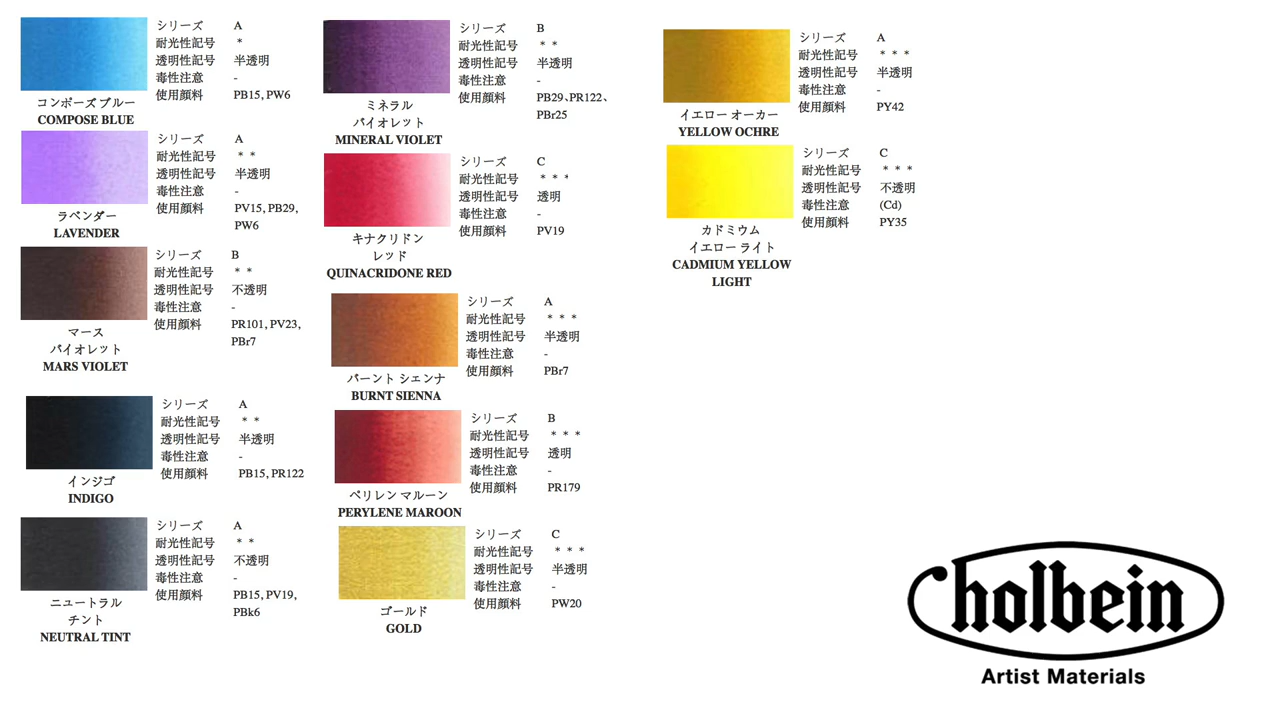 シリーズ A
耐光性記号 *
透明性記号 半透明
毒性注意 -
使用顔料 PB15, PW6
コンポーズ ブルー
COMPOSE BLUE
シリーズ A
耐光性記号 * *
透明性記号 半透明
毒性注意 -
使用顔料 PV15, PB29,
PW6
ラベンダー
LAVENDER
シリーズ B
耐光性記号 * *
透明性記号 不透明
毒性注意 -
使用顔料 PR101, PV23,
PBr7
マース
バイオレット
MARS VIOLET
シリーズ A
耐光性記号 * *
透明性記号 半透明
毒性注意 -
使用顔料 PB15, PR122
インジゴ
INDIGO
シリーズ A
耐光性記号 * *
透明性記号 不透明
毒性注意 -
使用顔料 PB15, PV19,
PBk6
ニュートラル
チント
NEUTRAL TINT
シリーズ B
耐光性記号 * *
透明性記号 半透明
毒性注意 -
使用顔料 PB29、PR122、
PBr25
ミネラル
バイオレット
MINERAL VIOLET
シリーズ C
耐光性記号 * * *
透明性記号 透明
毒性注意 -
使用顔料 PV19
キナクリドン
レッド
QUINACRIDONE RED
シリーズ A
耐光性記号 * * *
透明性記号 半透明
毒性注意 -
使用顔料 PBr7
バーント シェンナ
BURNT SIENNA
シリーズ B
耐光性記号 * * *
透明性記号 透明
毒性注意 -
使用顔料 PR179
ペリレン マルーン
PERYLENE MAROON
シリーズ C
耐光性記号 * * *
透明性記号 半透明
毒性注意 -
使用顔料 PW20
ゴールド
GOLD
シリーズ A
耐光性記号 * * *
透明性記号 半透明
毒性注意 -
使用顔料 PY42
イエロー オーカー
YELLOW OCHRE
シリーズ C
耐光性記号 * * *
透明性記号 不透明
毒性注意 (Cd)
使用顔料 PY35
カドミウム
イエロー ライト
CADMIUM YELLOW
LIGHT
holbein
Artist Materials